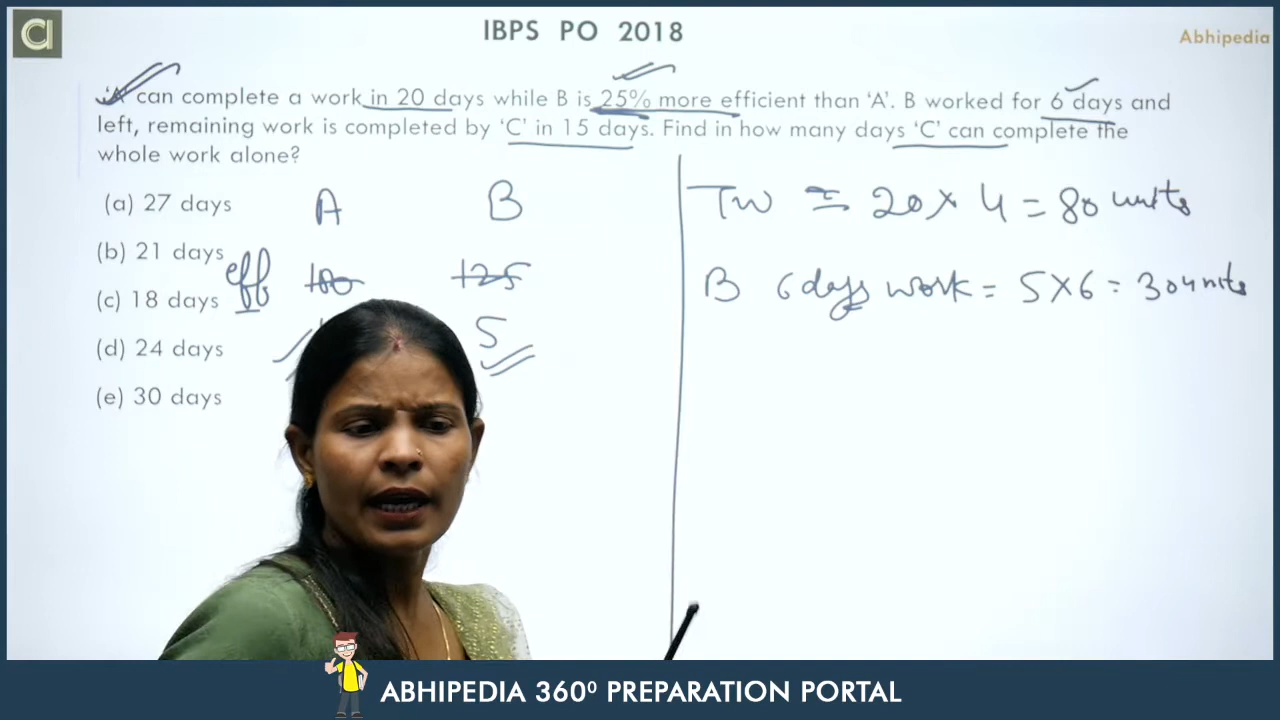 IBPS PO 2018
Abhipedia
'A' can complete a work in 20 days while B is 25% more efficient than 'A'. B worked for 6 days and
left, remaining work is completed by 'C' in 15 days. Find in how many days 'C' can complete the
whole work alone?
(a) 27 days
(b) 21 days
(c) 18 days
(d) 24 days
(e) 30 days
A B
eff 100 125
5
TW = 20 × 4 = 80 units
B 6 days work = 5 × 6 = 30 units
ABHIPEDIA 360⁰ PREPARATION PORTAL